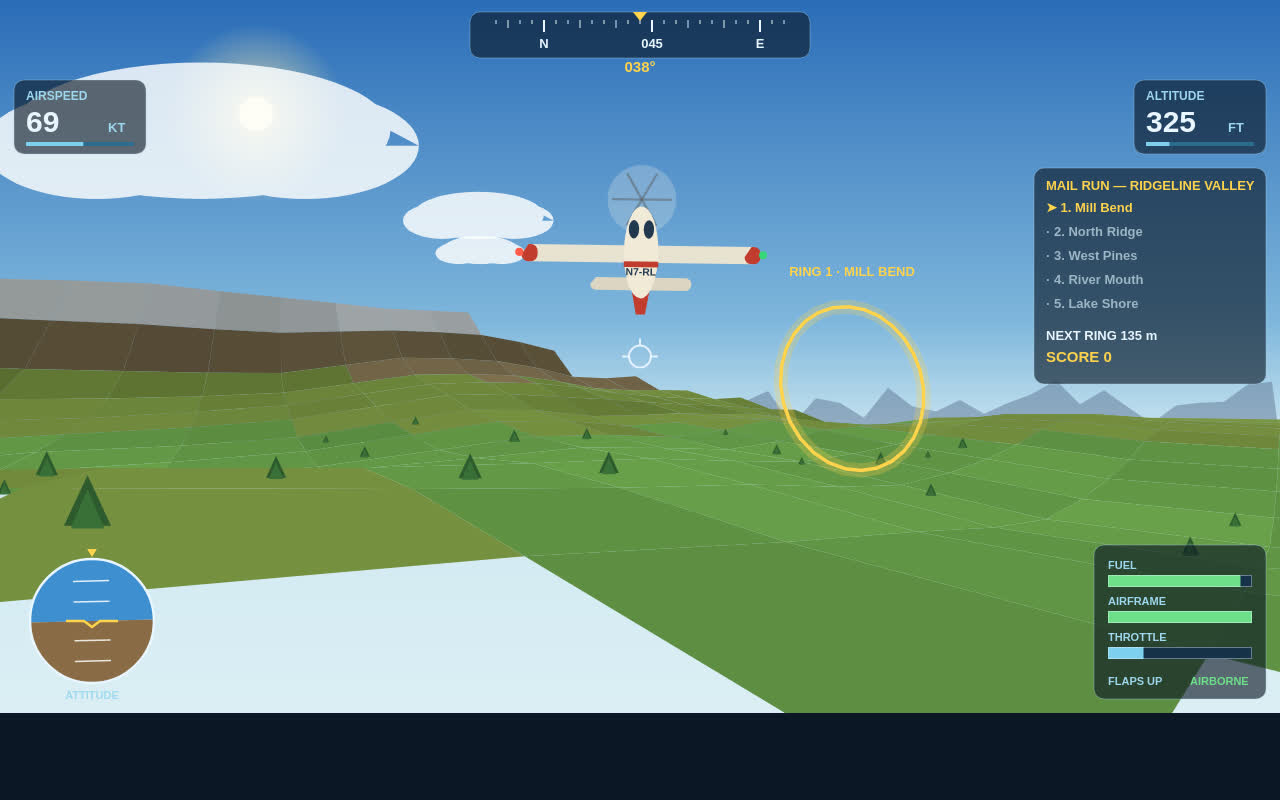 N 045 E
038°
AIRSPEED
69 KT
ALTITUDE
325 FT
MAIL RUN — RIDGELINE VALLEY
➤ 1. Mill Bend
· 2. North Ridge
· 3. West Pines
· 4. River Mouth
· 5. Lake Shore
NEXT RING 135 m
SCORE 0
N7-RL
RING 1 · MILL BEND
FUEL
AIRFRAME
THROTTLE
FLAPS UP AIRBORNE
ATTITUDE